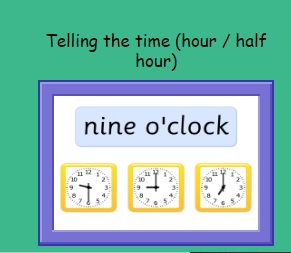 Telling the time (hour / half
hour)
nine o'clock